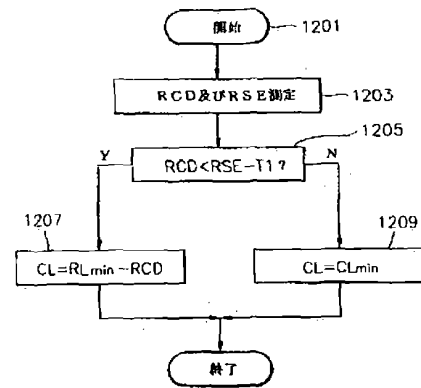 開始
1201
RCD及びRSE測定
1203
1205
RCD<RSE-T1?
Y
N
1207
1209
CL=RLmin-RCD
CL=CLmin
終了